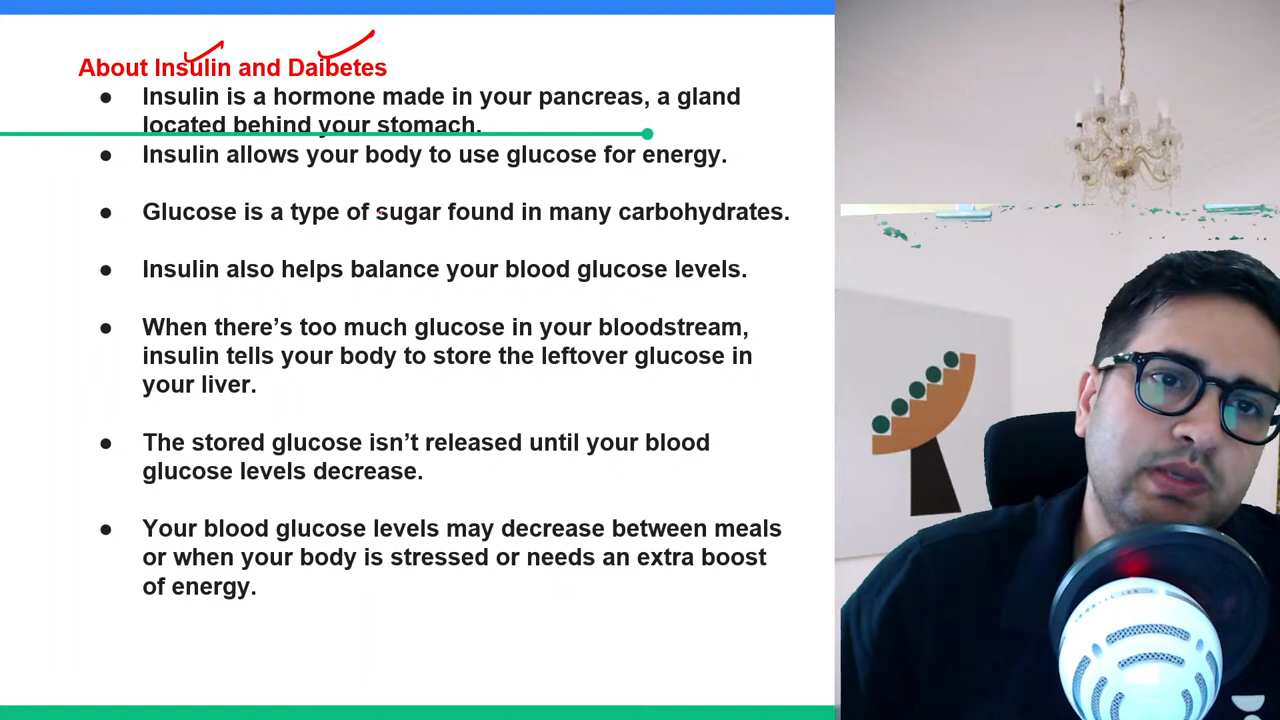 About Insulin and Daibetes
● Insulin is a hormone made in your pancreas, a gland
located behind your stomach.
● Insulin allows your body to use glucose for energy.
● Glucose is a type of sugar found in many carbohydrates.
● Insulin also helps balance your blood glucose levels.
● When there’s too much glucose in your bloodstream,
insulin tells your body to store the leftover glucose in
your liver.
● The stored glucose isn’t released until your blood
glucose levels decrease.
● Your blood glucose levels may decrease between meals
or when your body is stressed or needs an extra boost
of energy.